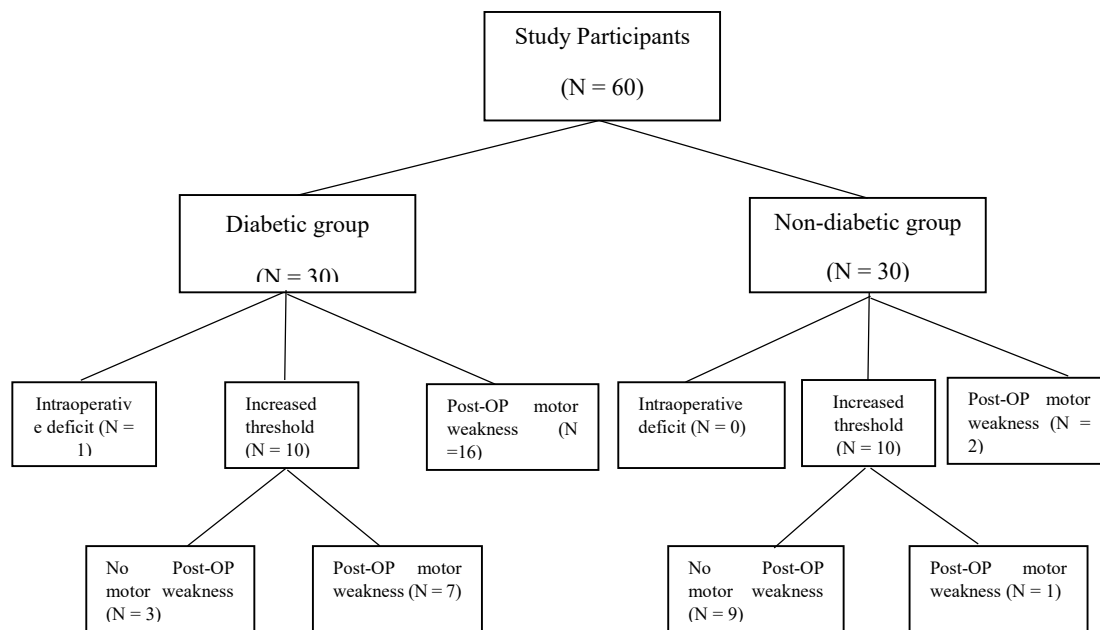 Study Participants
(N = 60)
Diabetic group
(N = 30)
Non-diabetic group
(N = 30)
Intraoperativ
e deficit (N =
1)
Increased
threshold
(N = 10)
Post-OP motor
weakness (N
=16)
Intraoperative
deficit (N = 0)
Increased
threshold
(N = 10)
Post-OP motor
weakness (N =
2)
No Post-OP
motor weakness
(N = 3)
Post-OP motor
weakness (N = 7)
No Post-OP
motor weakness
(N = 9)
Post-OP motor
weakness (N = 1)